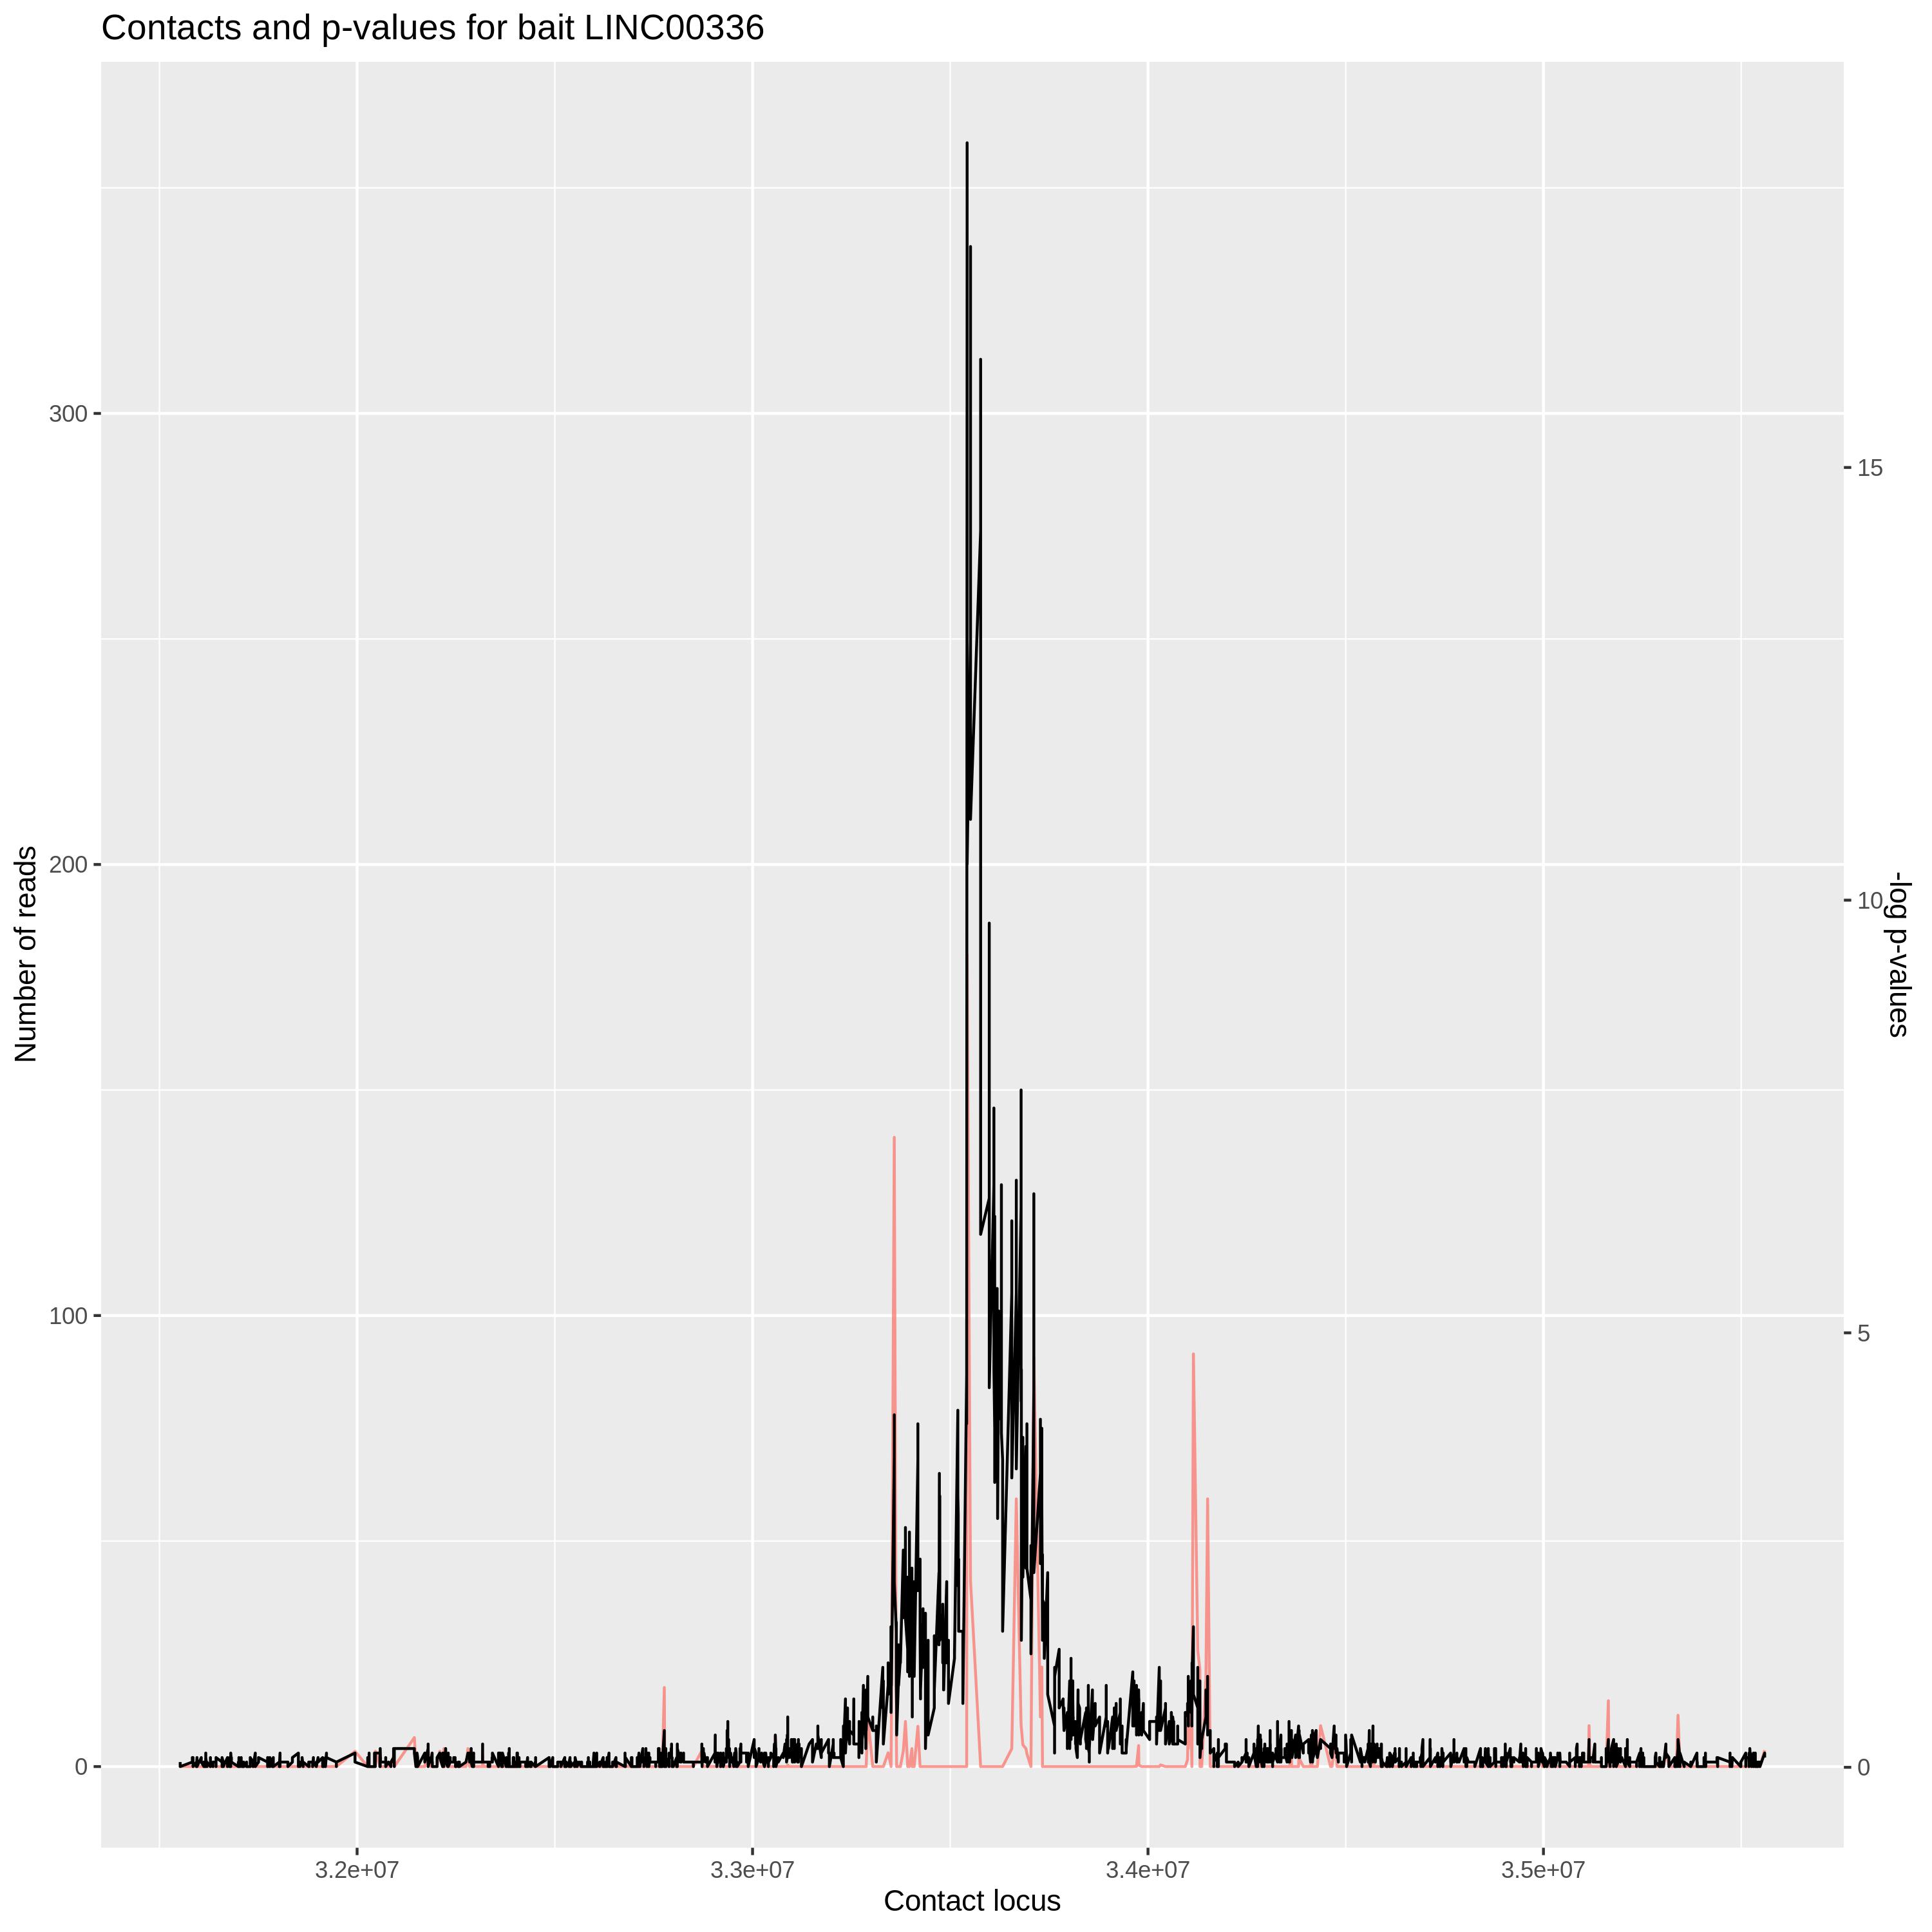 Contacts and p-values for bait LINC00336
300
200
100
0
Number of reads
15
10
5
0
-log p-values
3.2e+07
3.3e+07
3.4e+07
3.5e+07
Contact locus